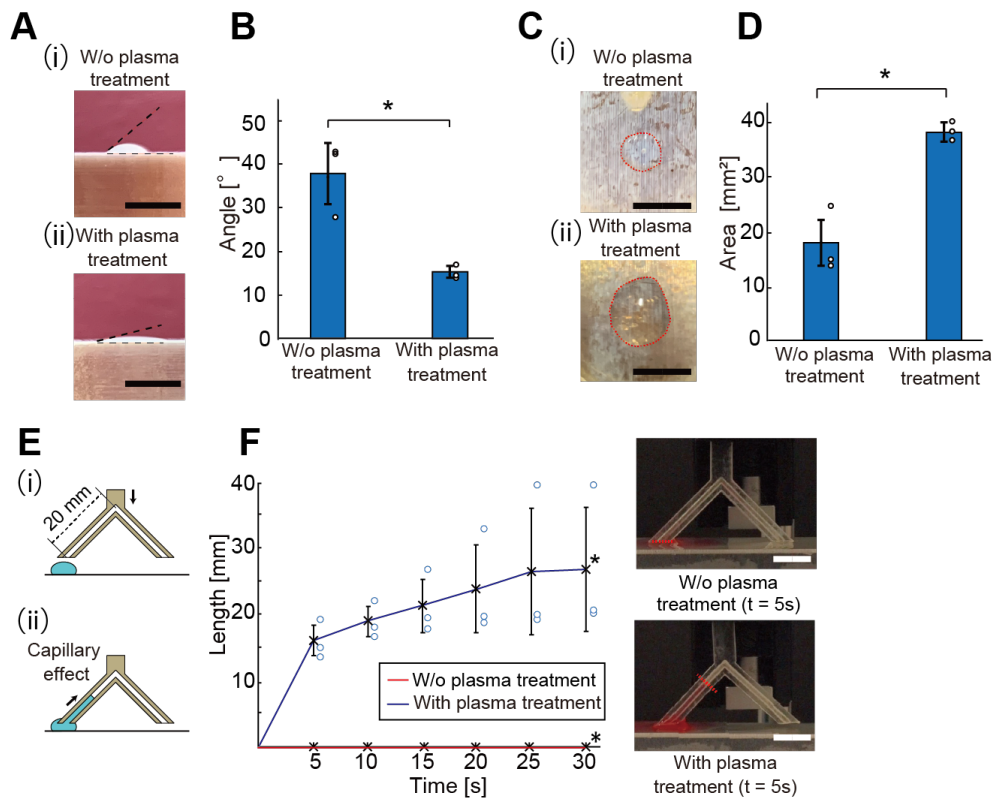 A
(i)
W/o plasma
treatment
(ii)
With plasma
treatment
B
50
40
30
20
10
0
Angle [°]
*
W/o plasma
treatment
With plasma
treatment
C
(i)
W/o plasma
treatment
(ii)
With plasma
treatment
D
40
30
20
10
0
Area [mm²]
*
W/o plasma
treatment
With plasma
treatment
E
(i)
20 mm
(ii)
Capillary
effect
F
40
30
20
10
Length [mm]
*
W/o plasma treatment
With plasma treatment
*
5 10 15 20 25 30
Time [s]
W/o plasma
treatment (t = 5s)
With plasma
treatment (t = 5s)